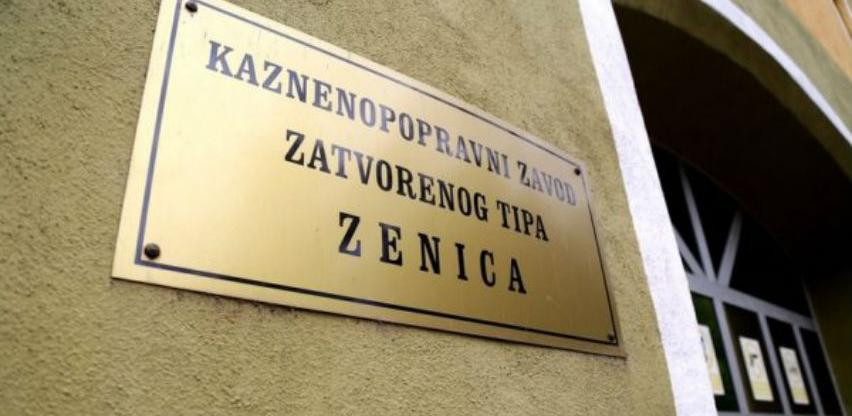 KAZNENOPOPRAVNI ZAVOD
ZATVORENOG TIPA
ZENICA